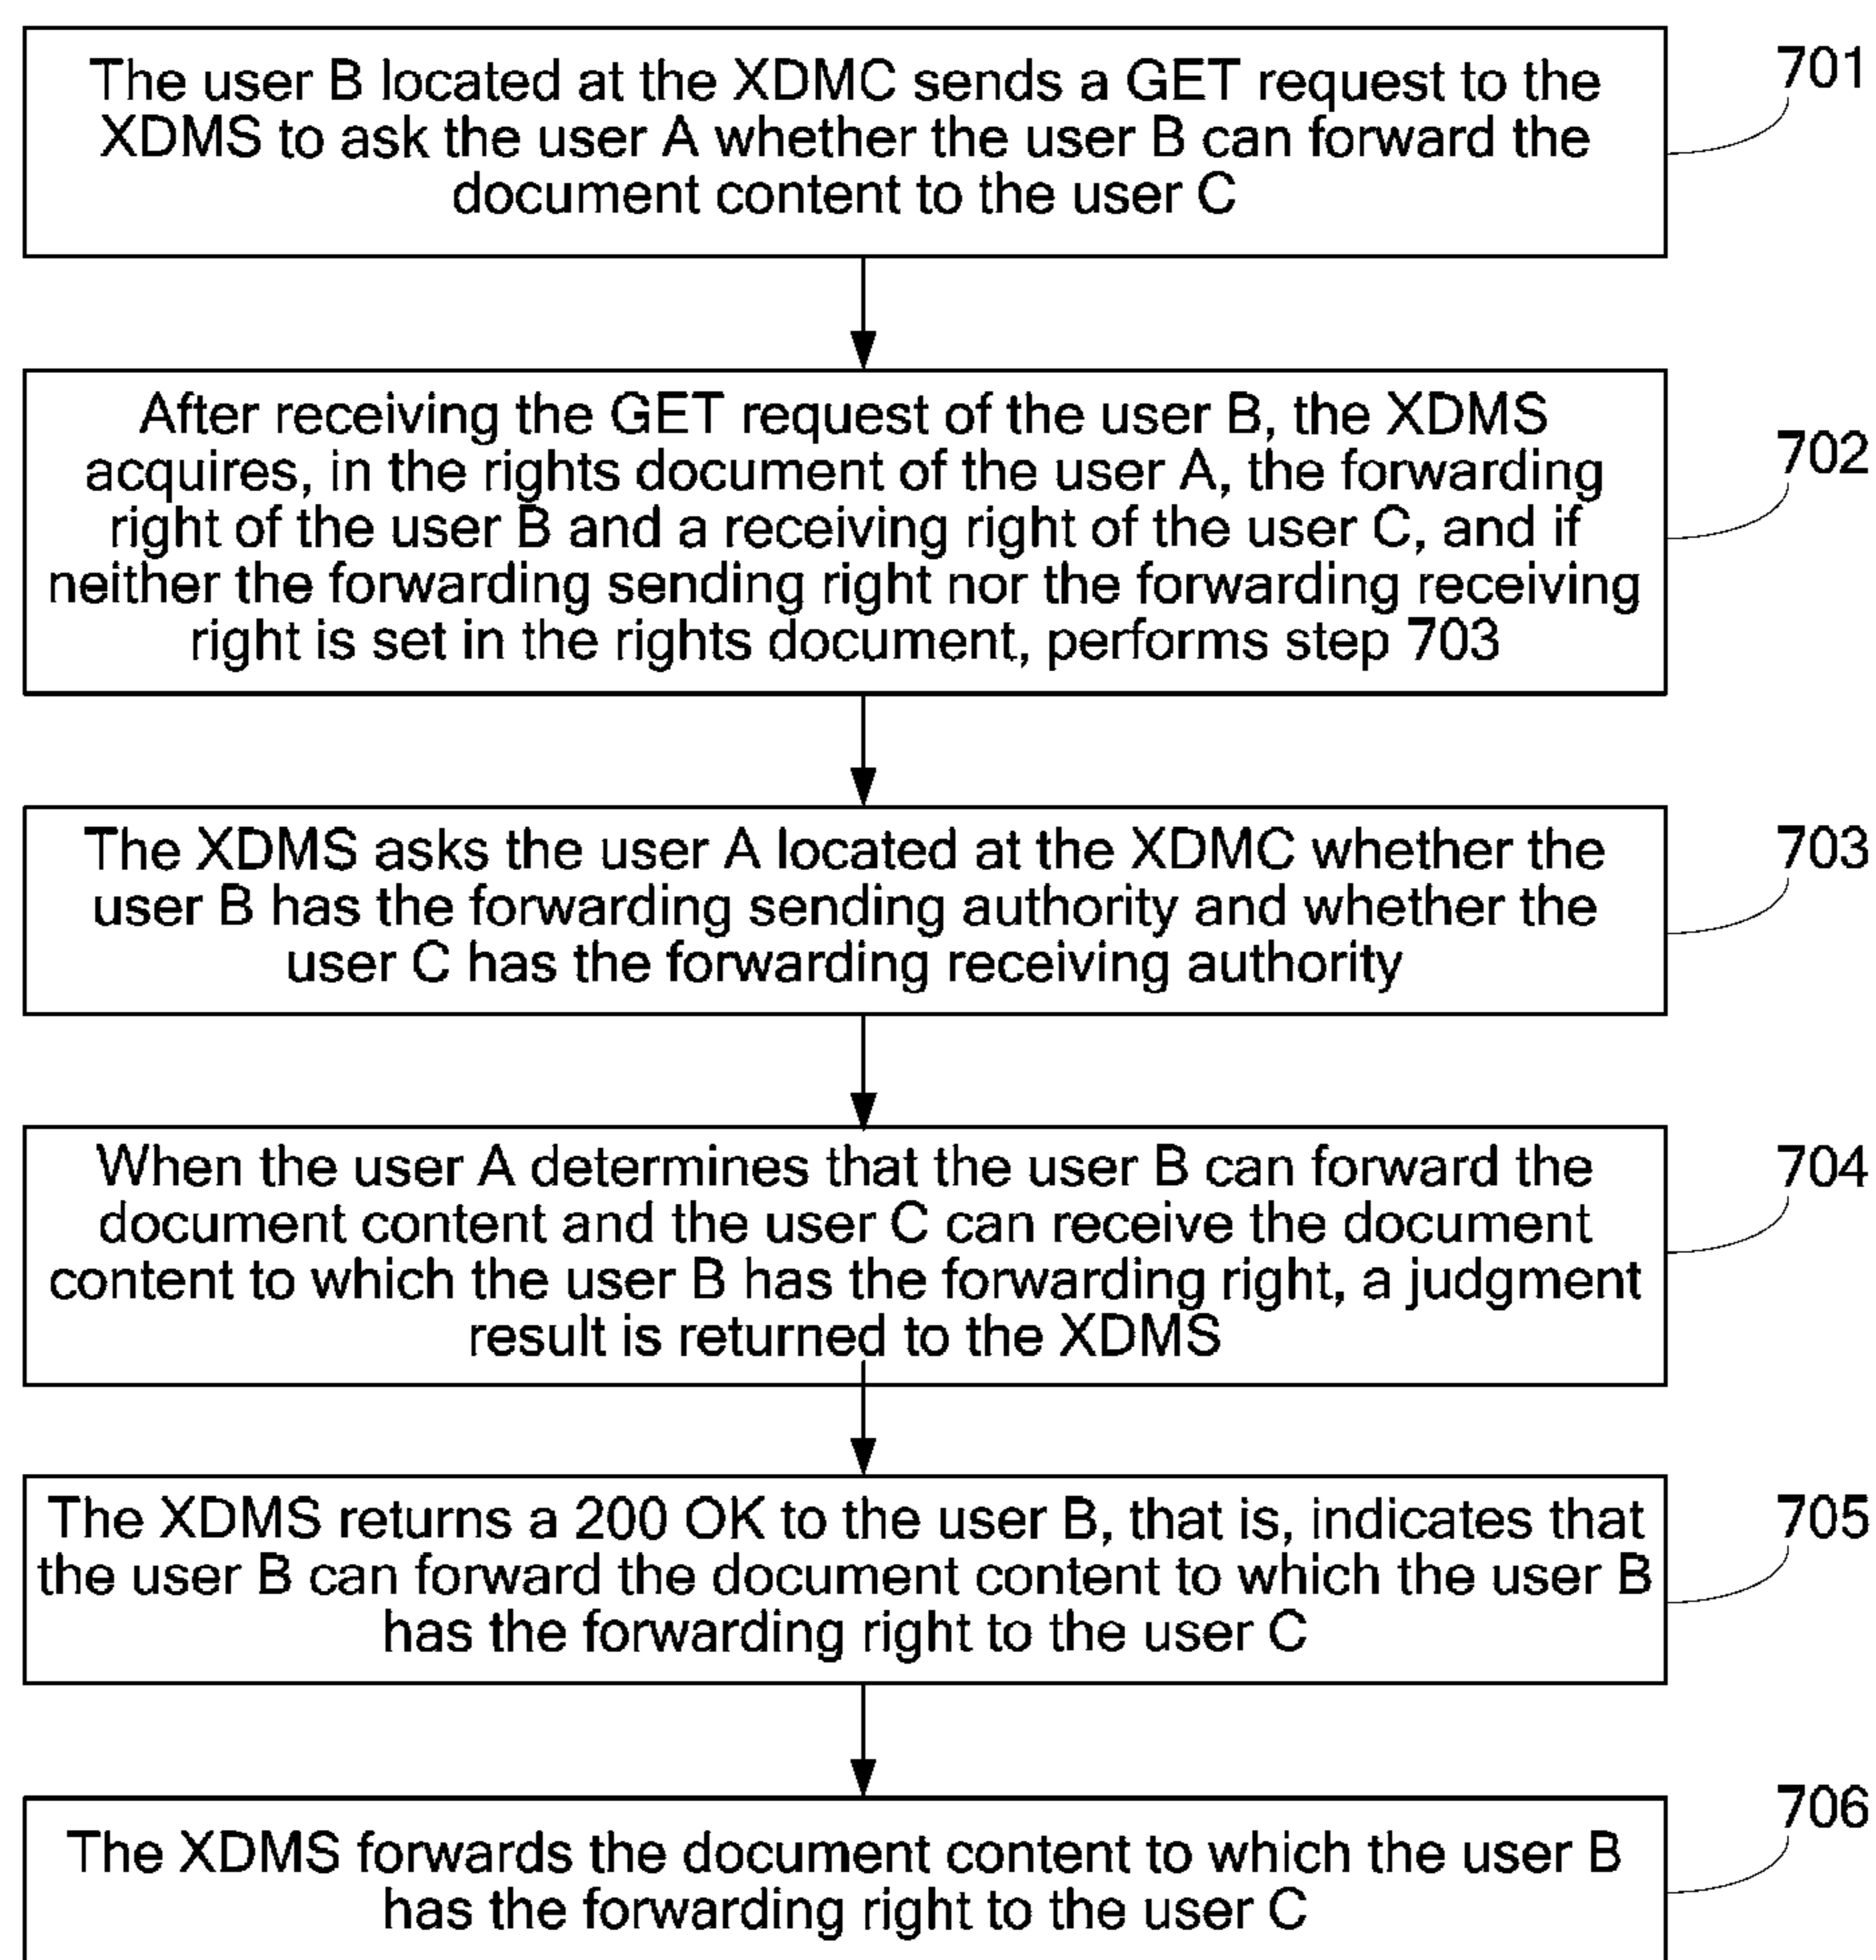 The user B located at the XDMC sends a GET request to the
XDMS to ask the user A whether the user B can forward the
document content to the user C
701
After receiving the GET request of the user B, the XDMS
acquires, in the rights document of the user A, the forwarding
right of the user B and a receiving right of the user C, and if
neither the forwarding sending right nor the forwarding receiving
right is set in the rights document, performs step 703
702
The XDMS asks the user A located at the XDMC whether the
user B has the forwarding sending authority and whether the
user C has the forwarding receiving authority
703
When the user A determines that the user B can forward the
document content and the user C can receive the document
content to which the user B has the forwarding right, a judgment
result is returned to the XDMS
704
The XDMS returns a 200 OK to the user B, that is, indicates that
the user B can forward the document content to which the user B
has the forwarding right to the user C
705
The XDMS forwards the document content to which the user B
has the forwarding right to the user C
706